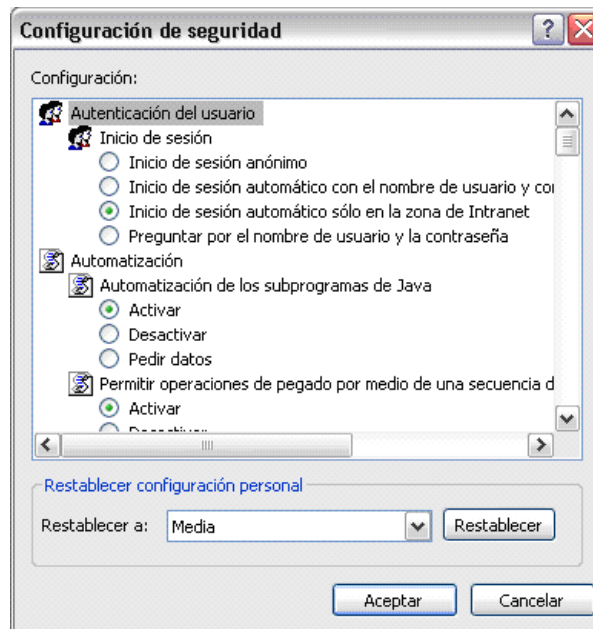 Configuración de seguridad
Configuración:
Autenticación del usuario
Inicio de sesión
Inicio de sesión anónimo
Inicio de sesión automático con el nombre de usuario y
Inicio de sesión automático sólo en la zona de Intranet
Preguntar por el nombre de usuario y la contraseña
Automatización
Automatización de los subprogramas de Java
Activar
Desactivar
Pedir datos
Permitir operaciones de pegado por medio de una secuencia d
Activar
Restablecer configuración personal
Restablecer a: Media Restablecer
Aceptar Cancelar